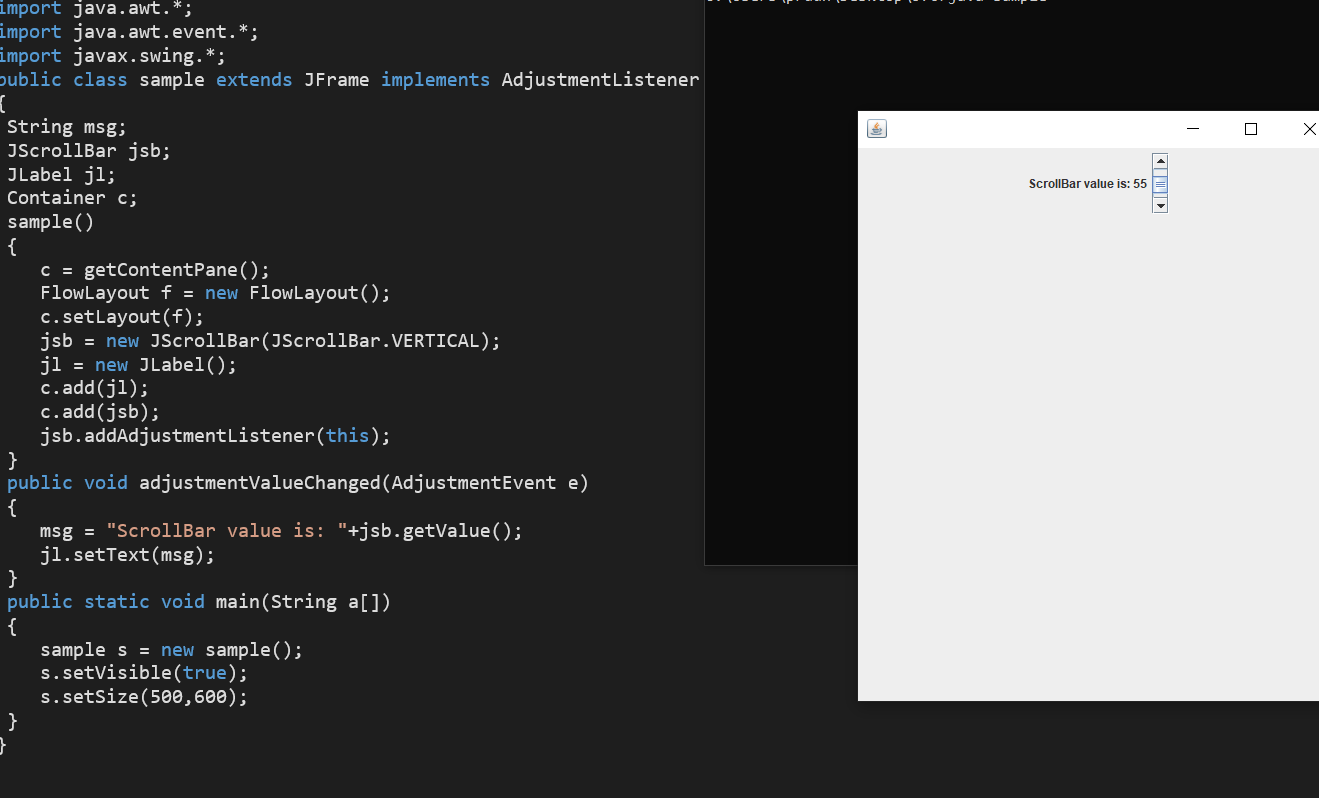 import java.awt.*;
import java.awt.event.*;
import javax.swing.*;
public class sample extends JFrame implements AdjustmentListener
{
String msg;
JScrollBar jsb;
JLabel jl;
Container c;
sample()
{
c = getContentPane();
FlowLayout f = new FlowLayout();
c.setLayout(f);
jsb = new JScrollBar(JScrollBar.VERTICAL);
jl = new JLabel();
c.add(jl);
c.add(jsb);
jsb.addAdjustmentListener(this);
}
public void adjustmentValueChanged(AdjustmentEvent e)
{
msg = "ScrollBar value is: "+jsb.getValue();
jl.setText(msg);
}
public static void main(String a[])
{
sample s = new sample();
s.setVisible(true);
s.setSize(500,600);
}
}
ScrollBar value is: 55